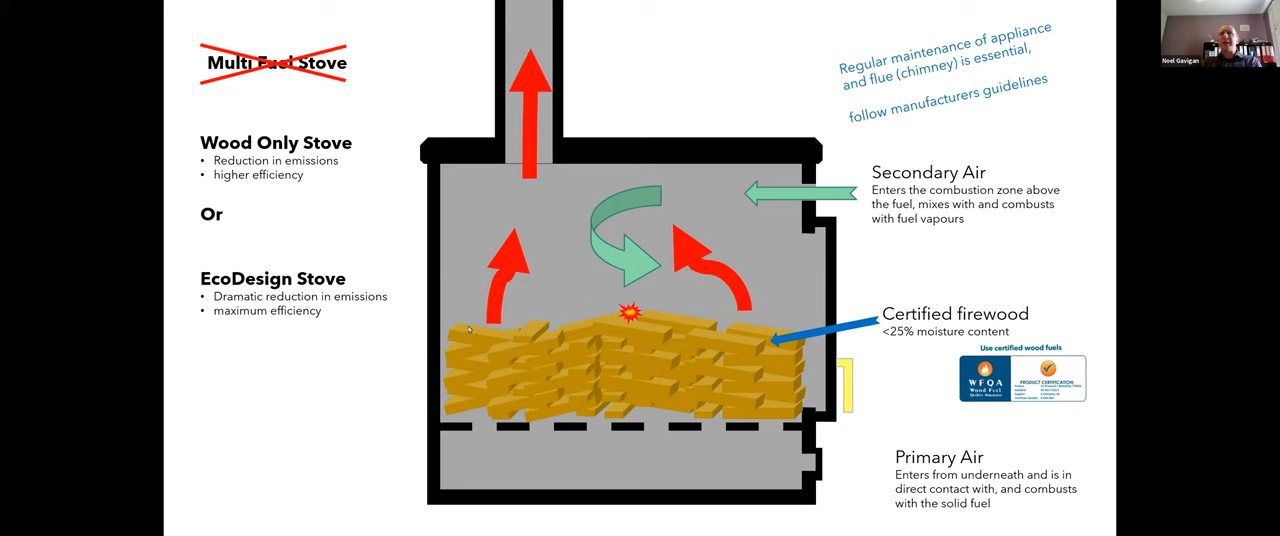 Multi Fuel Stove
Wood Only Stove
• Reduction in emissions
• higher efficiency
Or
EcoDesign Stove
• Dramatic reduction in emissions
• maximum efficiency
Regular maintenance of appliance
and flue (chimney) is essential,
follow manufacturers guidelines
Secondary Air
Enters the combustion zone above
the fuel, mixes with and combusts
with fuel vapours
Certified firewood
<25% moisture content
Use certified wood fuels
WFQA
Wood Fuel
Quality Assurance
PRODUCT CERTIFICATION:
Primary Air
Enters from underneath and is in
direct contact with, and combusts
with the solid fuel
Noel Gavigan